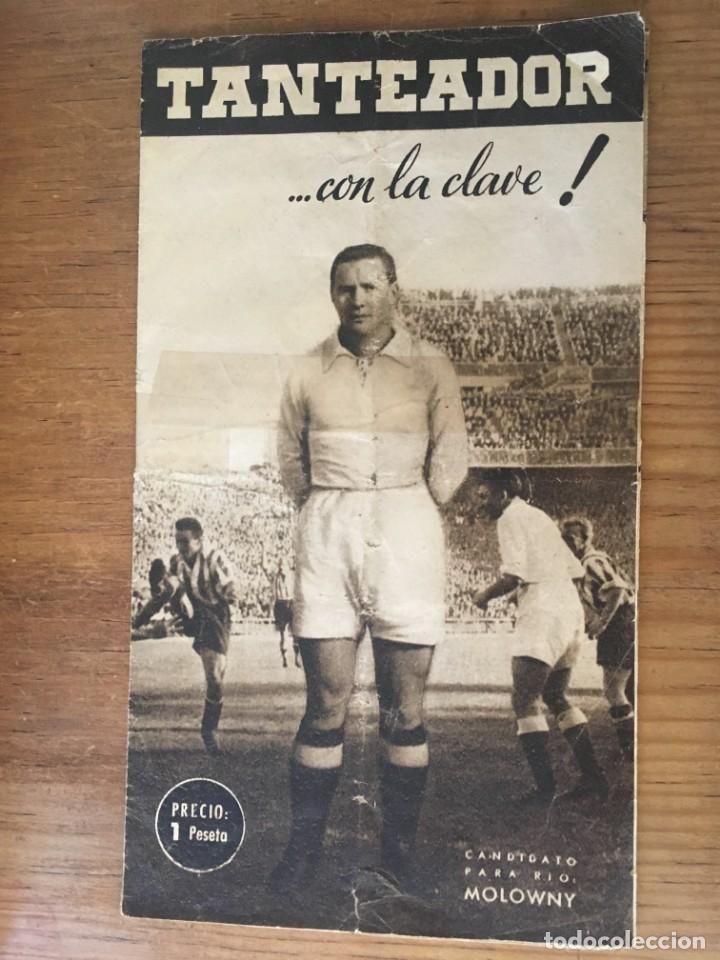 TANTEADOR
...con la clave!
PRECIO:
1 Peseta
CANDIDATO
PARA RIO:
MOLOWNY
todocoleccion